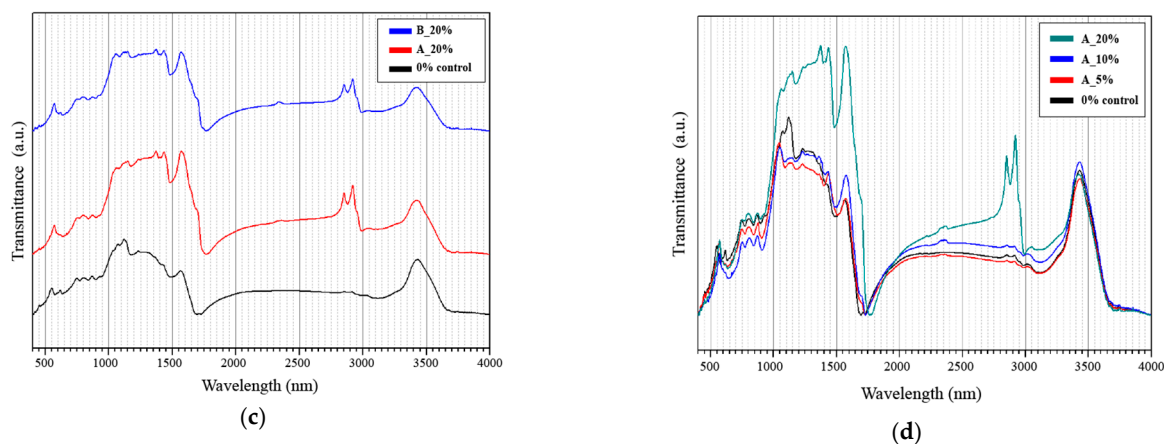 B_20%
A_20%
0% control
Transmittance (a.u.)
500 1000 1500 2000 2500 3000 3500 4000
Wavelength (nm)
(c)
A_20%
A_10%
A_5%
0% control
Transmittance (a.u.)
500 1000 1500 2000 2500 3000 3500 4000
Wavelength (nm)
(d)